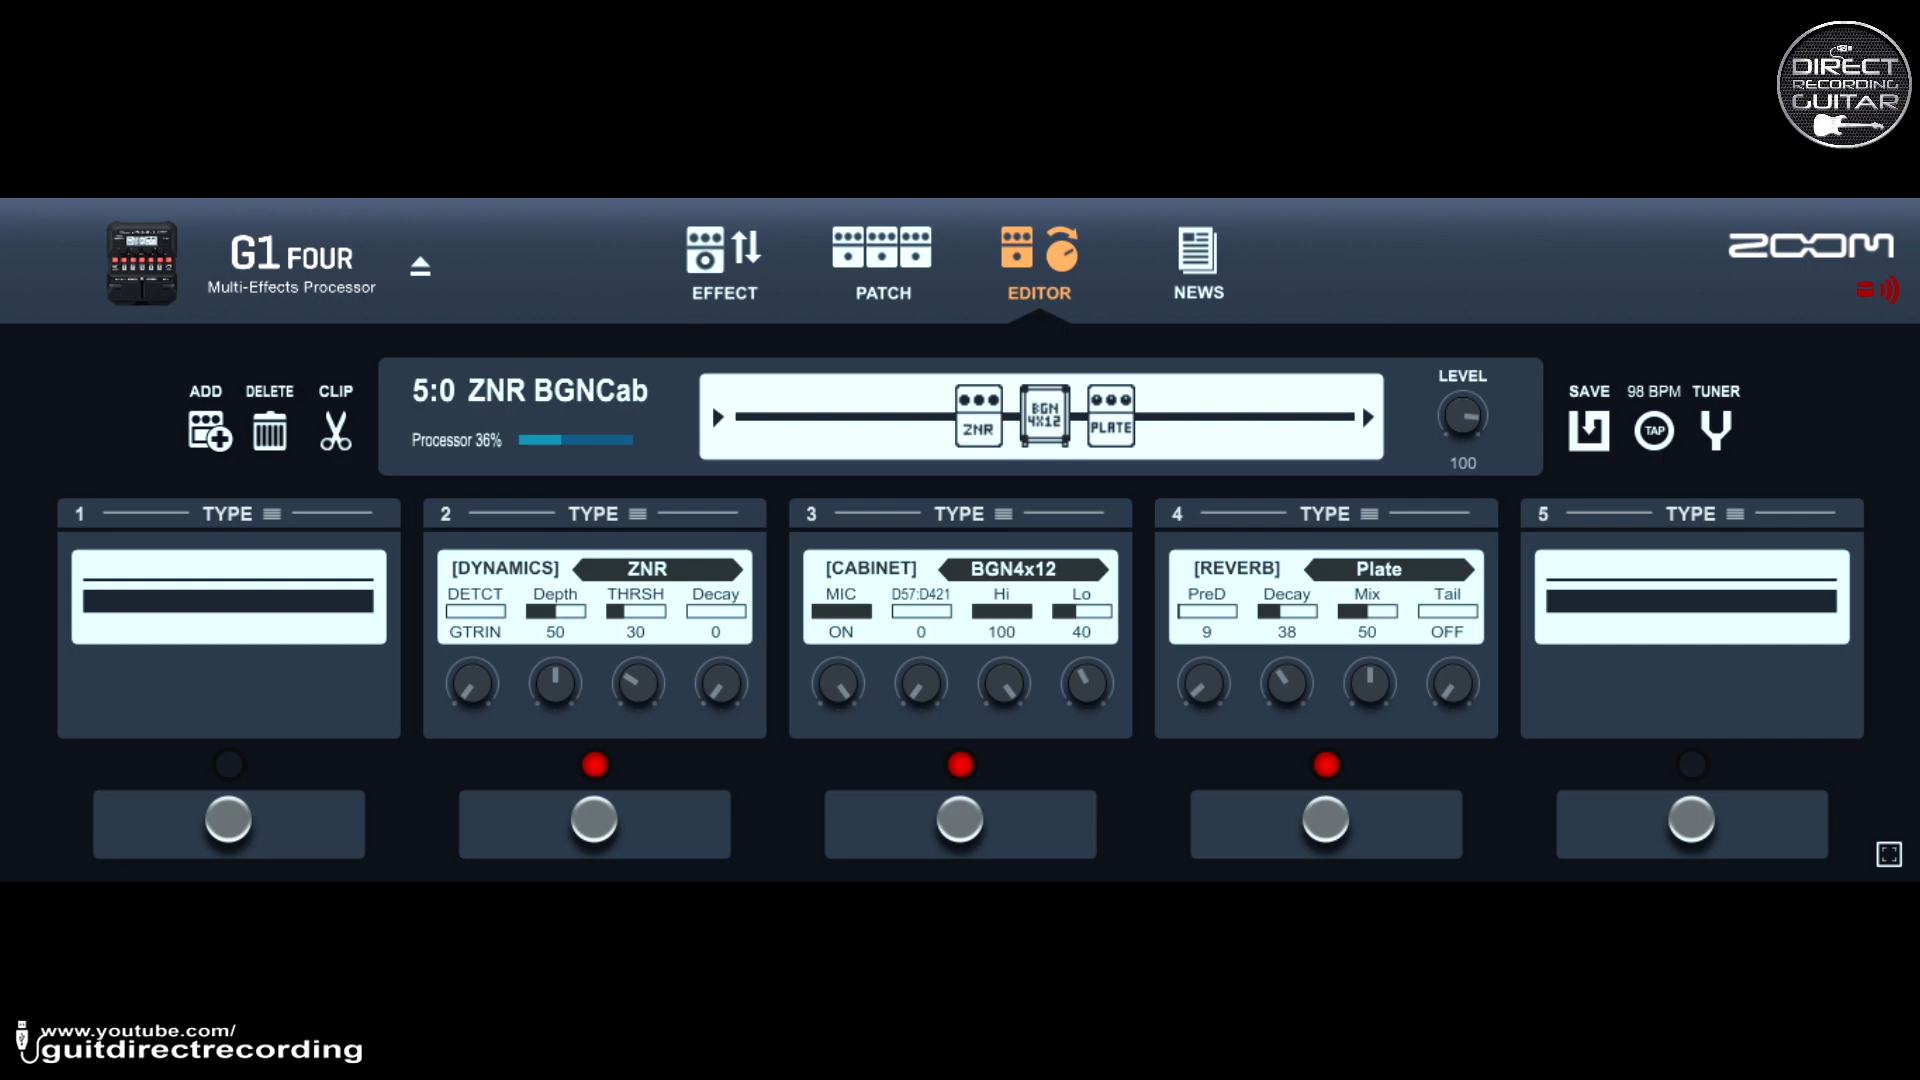 DIRECT
RECORDING
GUITAR
G1 FOUR
Multi-Effects Processor
EFFECT
PATCH
EDITOR
NEWS
ZOOM
ADD DELETE CLIP
5:0 ZNR BGNCab
Processor 36%
ZNR
BGN
4X12
PLATE
LEVEL
100
SAVE 98 BPM TUNER
TAP
1 TYPE
2 TYPE
3 TYPE
4 TYPE
5 TYPE
[DYNAMICS] ZNR
DETCT Depth THRSH Decay
GTRIN 50 30 0
[CABINET] BGN4x12
MIC D57:D421 Hi Lo
ON 0 100 40
[REVERB] Plate
PreD Decay Mix Tail
9 38 50 OFF
www.youtube.com/
guitdirectrecording